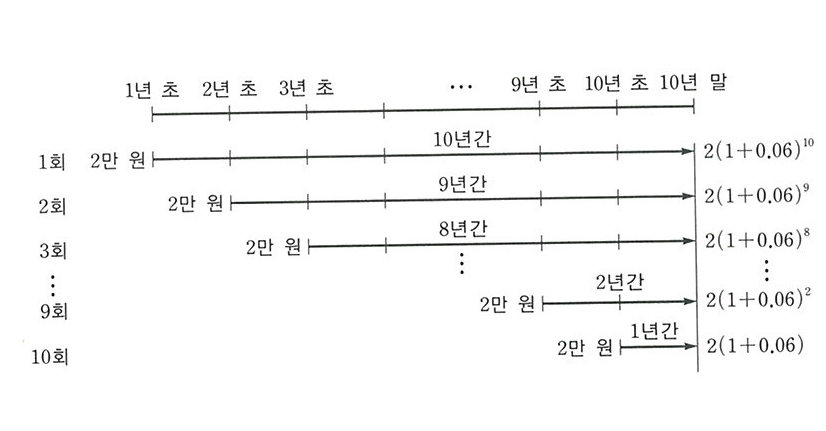 1년 초 2년 초 3년 초 ⋯ 9년 초 10년 초 10년 말
1회 2만 원 10년간 2(1+0.06)¹⁰
2회 2만 원 9년간 2(1+0.06)⁹
3회 2만 원 8년간 2(1+0.06)⁸
⋮ ⋮ ⋮
9회 2만 원 2년간 2(1+0.06)²
10회 2만 원 1년간 2(1+0.06)